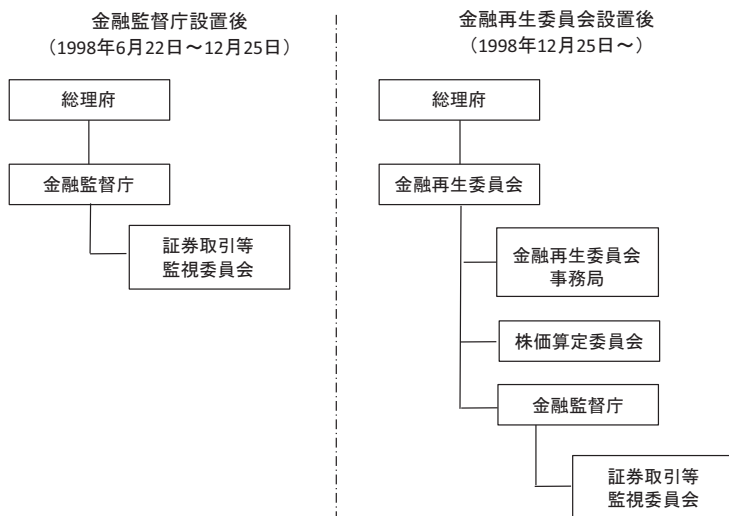 金融監督庁設置後
（1998年6月22日～12月25日）
総理府
金融監督庁
証券取引等
監視委員会
金融再生委員会設置後
（1998年12月25日～）
総理府
金融再生委員会
金融再生委員会
事務局
株価算定委員会
金融監督庁
証券取引等
監視委員会